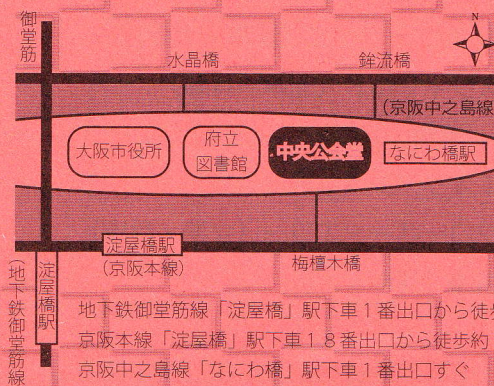 御堂筋
N
水晶橋
鉾流橋
(京阪中之島線
大阪市役所
府立
図書館
中央公会堂
なにわ橋駅
淀屋橋駅
(京阪本線)
栴檀木橋
淀屋橋駅
(地下鉄御堂筋線
地下鉄御堂筋線「淀屋橋」駅下車1番出口から徒歩
京阪本線「淀屋橋」駅下車18番出口から徒歩約
京阪中之島線「なにわ橋」駅下車1番出口すぐ